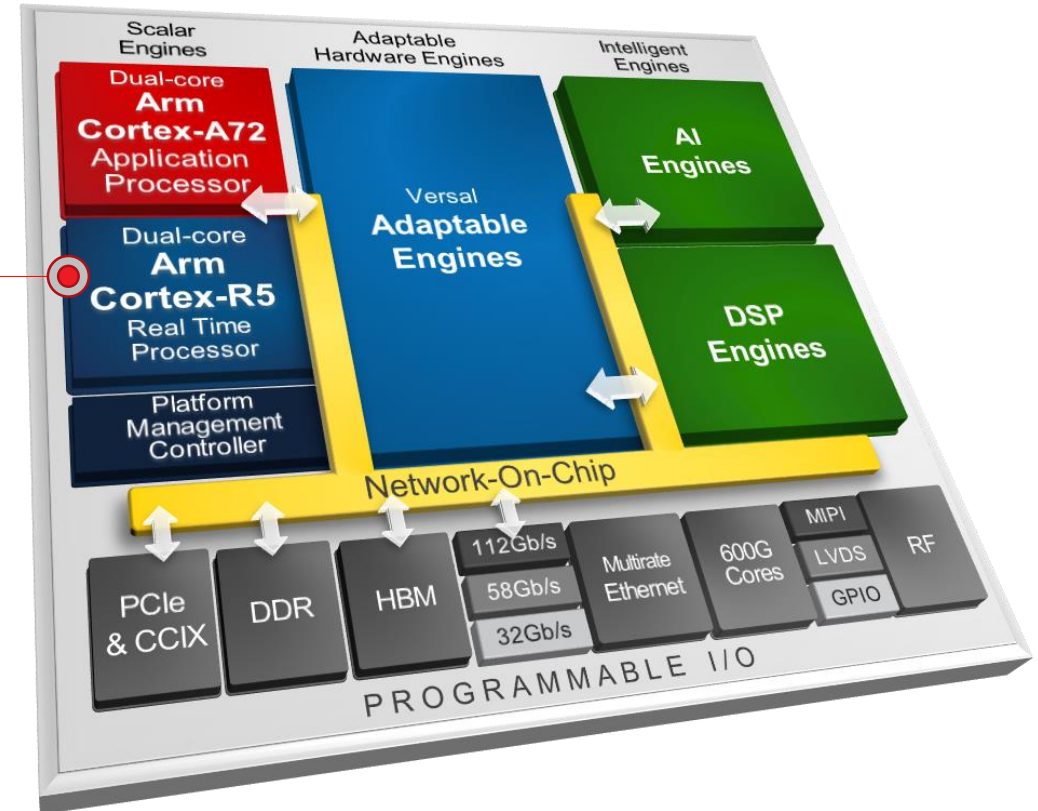 Scalar
Engines
Adaptable
Hardware Engines
Intelligent
Engines
Dual-core
Arm
Cortex-A72
Application
Processor
Dual-core
Arm
Cortex-R5
Real Time
Processor
Platform
Management
Controller
Versal
Adaptable
Engines
AI
Engines
DSP
Engines
Network-On-Chip
PCIe
& CCIX
DDR
HBM
112Gb/s
58Gb/s
32Gb/s
Multirate
Ethernet
600G
Cores
MIPI
LVDS
GPIO
RF
PROGRAMMABLE I/O